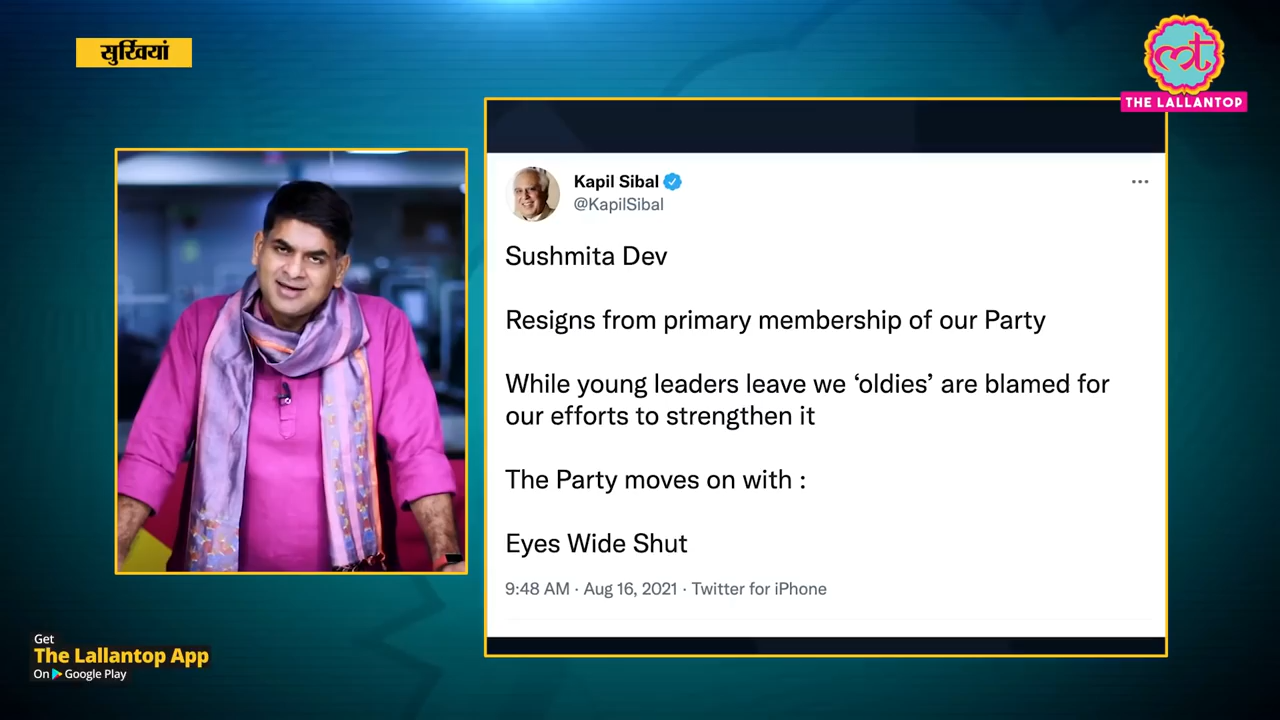 सुर्खियां
THE LALLANTOP
Kapil Sibal
@KapilSibal
Sushmita Dev
Resigns from primary membership of our Party
While young leaders leave we ‘oldies’ are blamed for
our efforts to strengthen it
The Party moves on with :
Eyes Wide Shut
9:48 AM · Aug 16, 2021 · Twitter for iPhone
Get
The Lallantop App
On Google Play